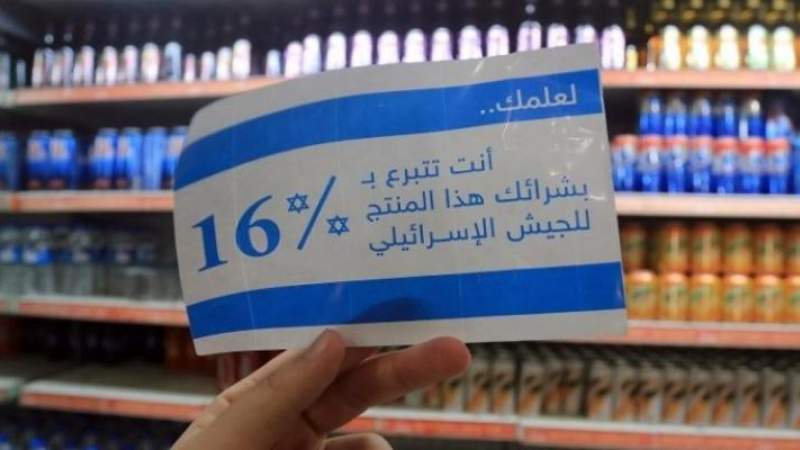 لعلمك..
أنت تتبرع بـ
بشرائك هذا المنتج
للجيش الإسرائيلي
16%